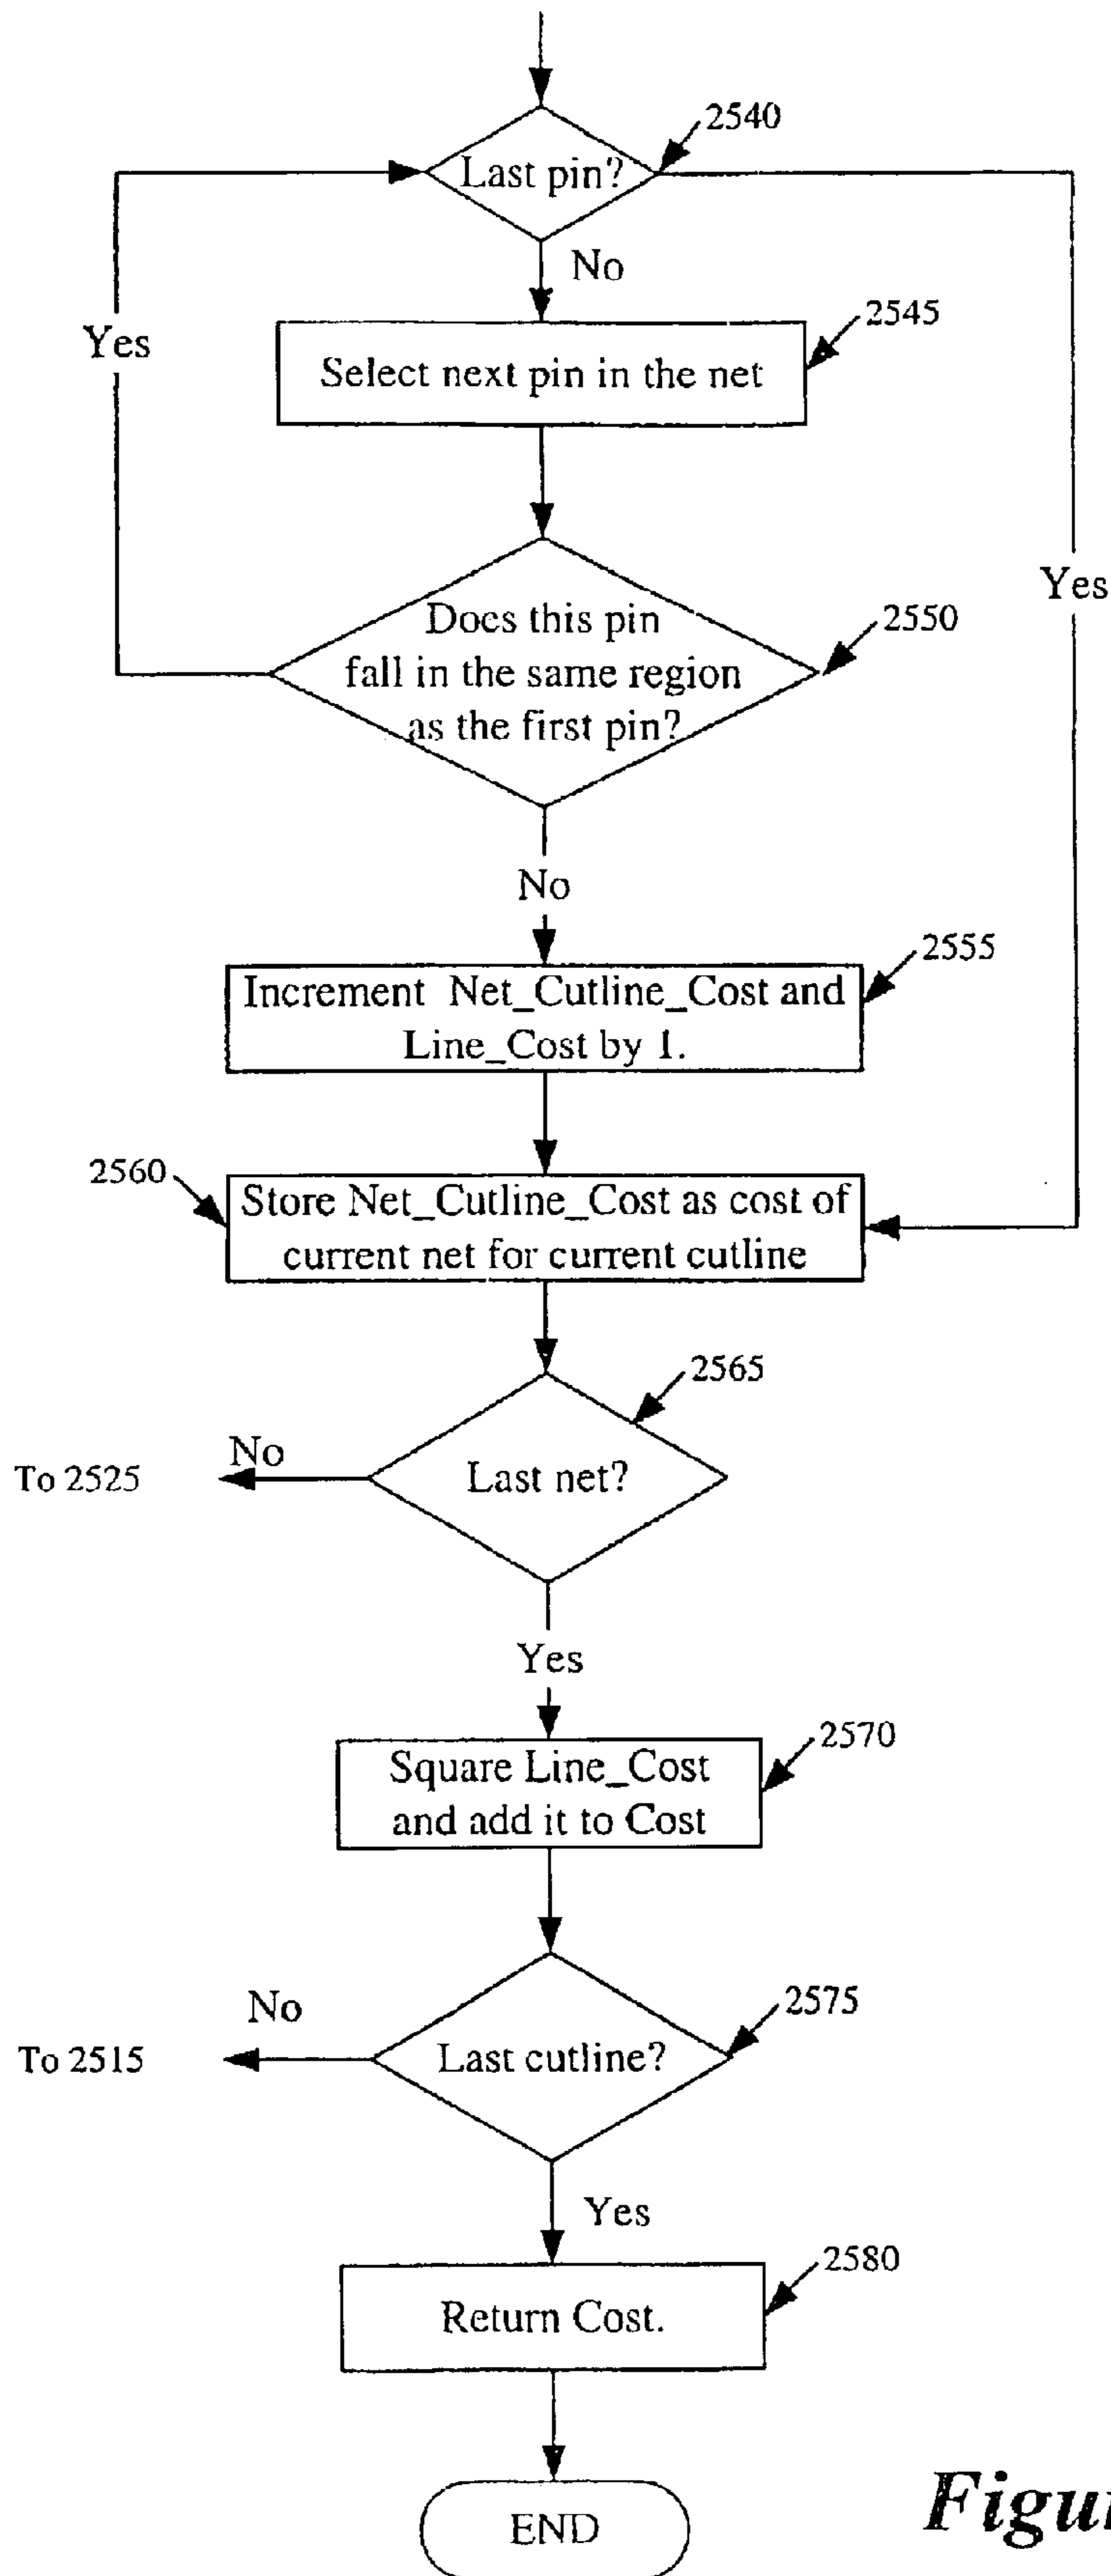 2540
Last pin?
No
2545
Yes
Select next pin in the net
Yes
Does this pin
2550
fall in the same region
as the first pin?
No
2555
Increment Net_Cutline_Cost and
Line_Cost by 1.
2560
Store Net_Cutline_Cost as cost of
current net for current cutline
2565
No
To 2525
Last net?
Yes
2570
Square Line_Cost
and add it to Cost
No
2575
To 2515
Last cutline?
Yes
2580
Return Cost.
END